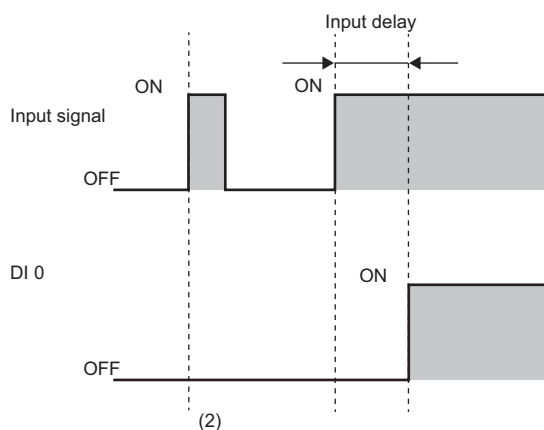 Input delay
ON
ON
Input signal
OFF
DI 0
ON
OFF
(2)